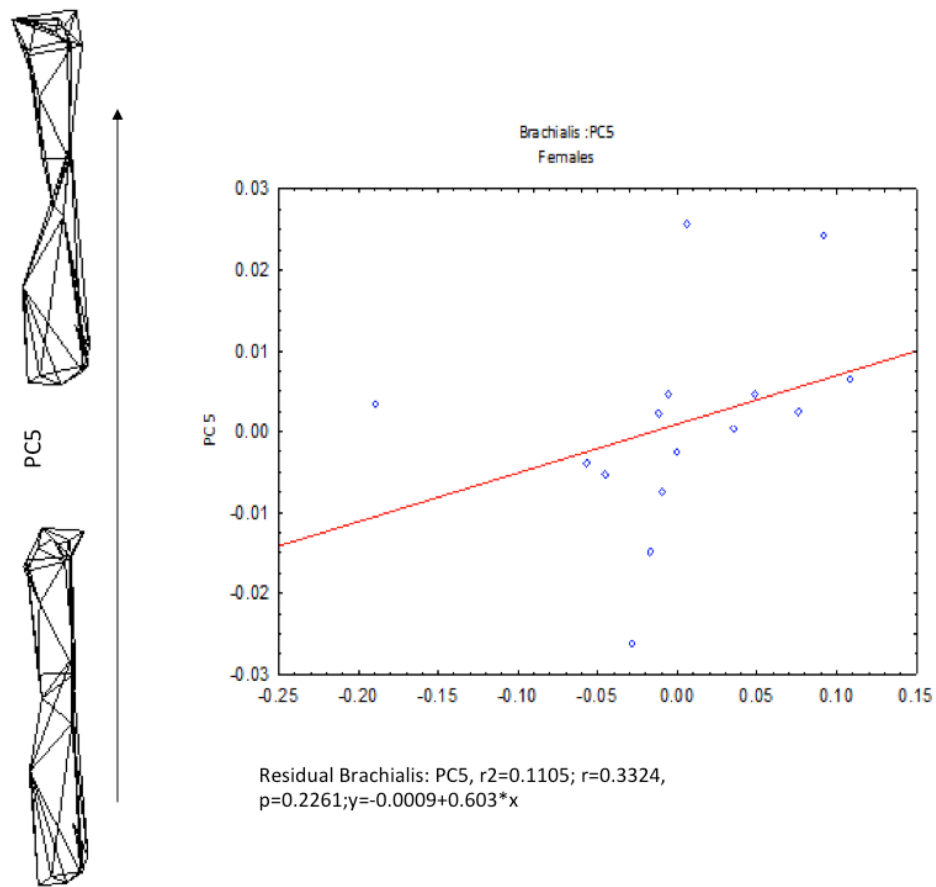 Brachialis :PC5
Females
0.03
0.02
0.01
0.00
-0.01
-0.02
-0.03
PC 5
-0.25 -0.20 -0.15 -0.10 -0.05 0.00 0.05 0.10 0.15
PC5
Residual Brachialis: PC5, r2=0.1105; r=0.3324,
p=0.2261;y=-0.0009+0.603*x